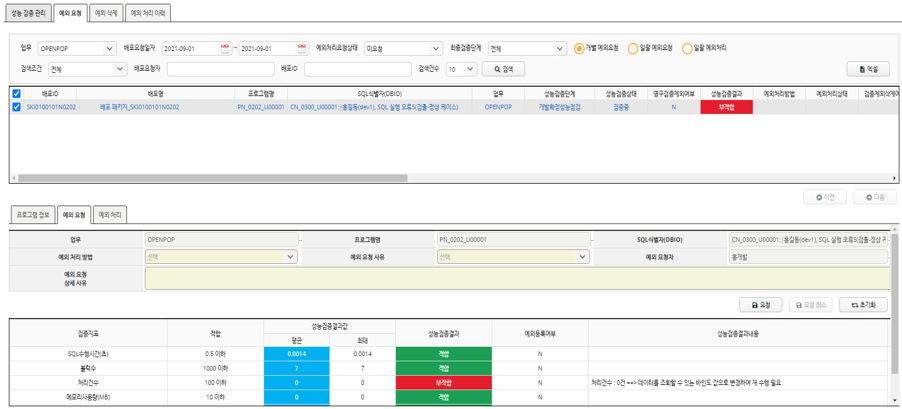 성능 검증 관리 예외 요청 예외 삭제 예외 처리 이력
업무 OPENPOP 배포요청일자 2021-09-01 ~ 2021-09-01 예외처리요청상태 미요청 최종검증단계 전체 개별 예외요청 일괄 예외요청 일괄 예외처리
검색조건 전체 배포요청자 배포ID 검색건수 10 검색 엑셀
배포ID 배포명 프로그램명 SQL식별자(DBIO) 업무 성능검증단계 성능검증상태 영구검증제외여부 성능검증결과 예외처리방법 예외처리상태 검증제외삭제여
SKI0100101N0202 배포 패키지_SKI0100101N0202 PN_0202_U00001 CN_0300_U00001::홍길동(dev1), SQL 실행 오류5(검출-정상 케이스) OPENPOP 개발확정성능점검 검증중 N 부적합
이전 다음
프로그램 정보 예외 요청 예외 처리
업무 OPENPOP 프로그램명 PN_0202_U00001 SQL식별자(DBIO) CN_0300_U00001::홍길동(dev1), SQL 실행 오류5(검출-정상 케
예외 처리 방법 선택 예외 요청 사유 선택 예외 요청자 홍개발
예외 요청
상세 사유
요청 요청 취소 초기화
검증지표 적합 성능검증결과값 성능검증결과 예외등록여부 성능검증결과내용
평균 최대
SQL수행시간(초) 0.5 이하 0.0014 0.0014 적합 N
블럭수 1000 이하 7 7 적합 N
처리건수 100 이하 0 0 부적합 N 처리건수 : 0건 ==> 데이터를 조회할 수 있는 바인드 값으로 변경하여 재 수행 필요
메모리사용량(MB) 10 이하 0 0 적합 N